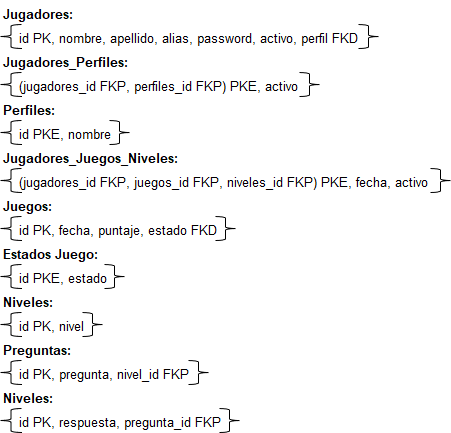 Jugadores:
id PK, nombre, apellido, alias, password, activo, perfil FKD
Jugadores_Perfiles:
(jugadores_id FKP, perfiles_id FKP) PKE, activo
Perfiles:
id PKE, nombre
Jugadores_Juegos_Niveles:
(jugadores_id FKP, juegos_id FKP, niveles_id FKP) PKE, fecha, activo
Juegos:
id PK, fecha, puntaje, estado FKD
Estados Juego:
id PKE, estado
Niveles:
id PK, nivel
Preguntas:
id PK, pregunta, nivel_id FKP
Niveles:
id PK, respuesta, pregunta_id FKP